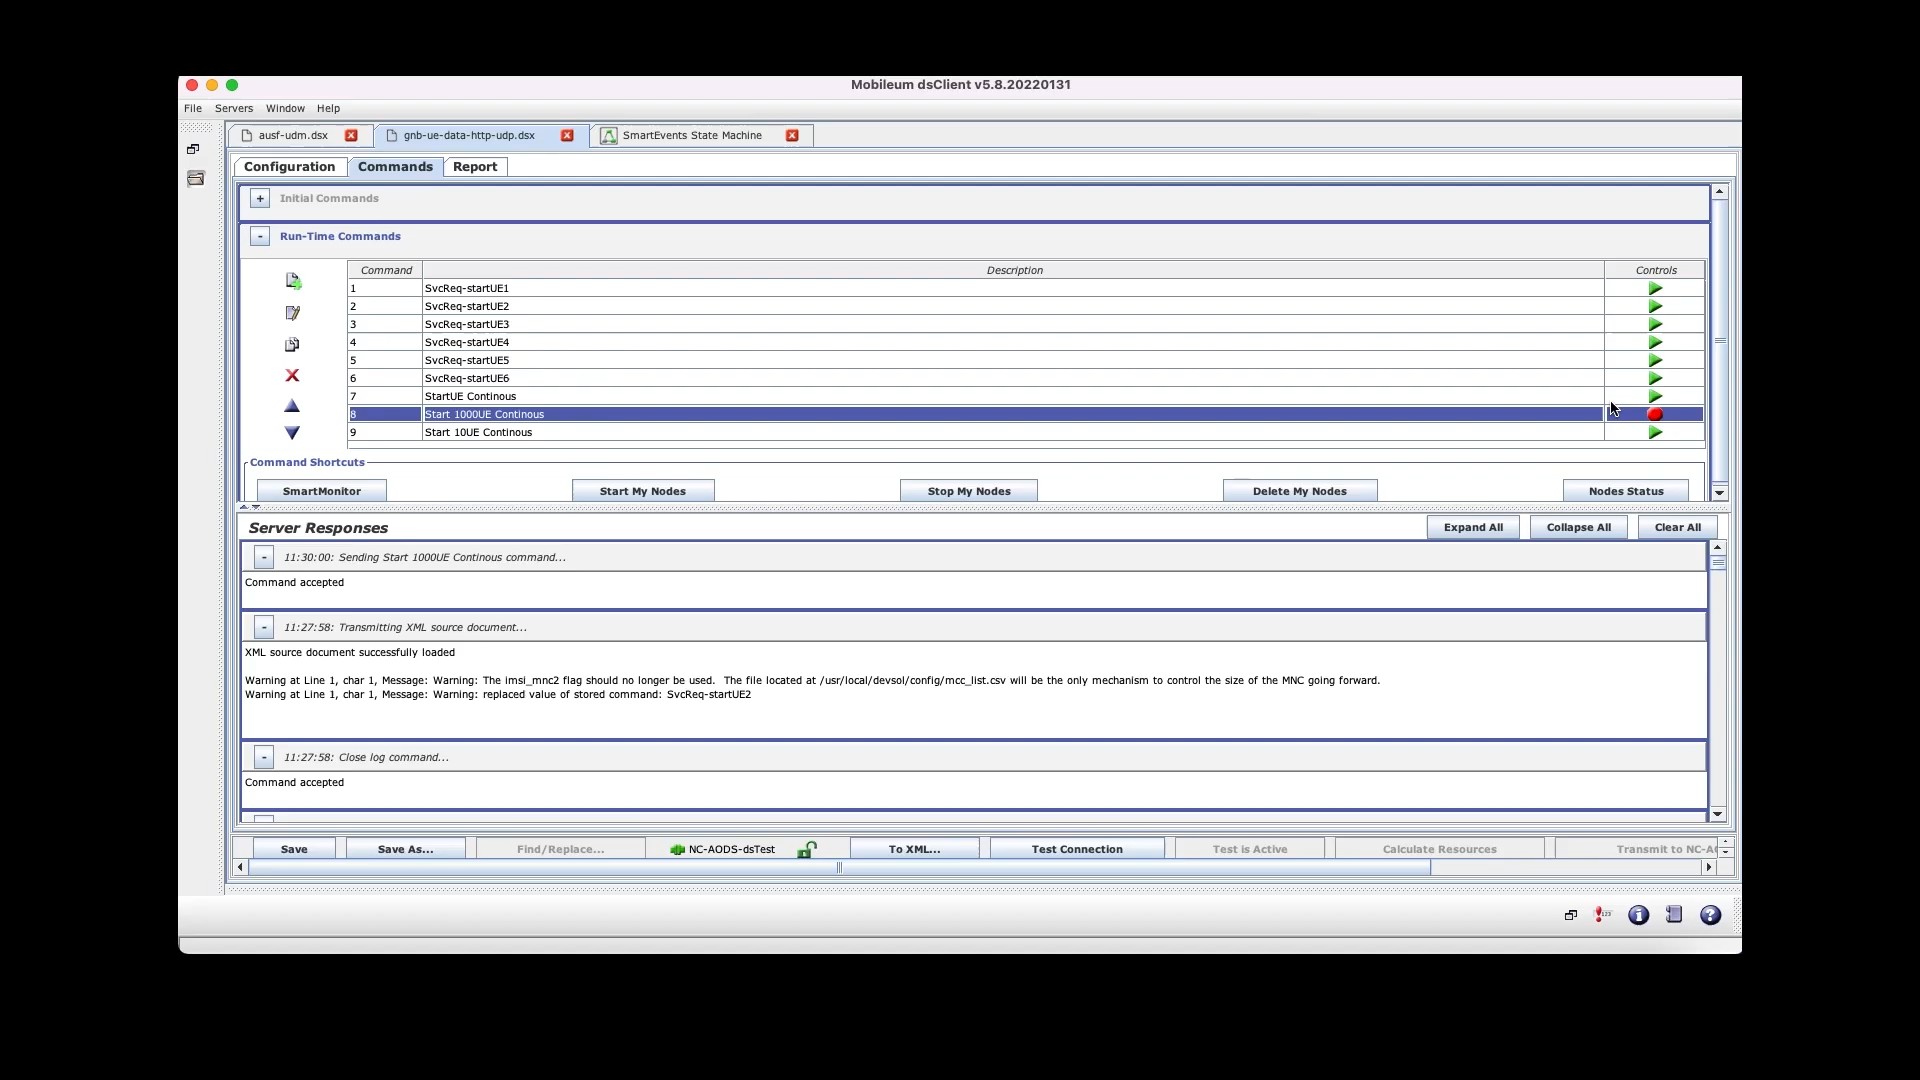 Mobileum dsClient v5.8.20220131
File Servers Window Help
ausf-udm.dsx gnb-ue-data-http-udp.dsx SmartEvents State Machine
Configuration Commands Report
+ Initial Commands
- Run-Time Commands
Command Description Controls
1 SvcReq-startUE1
2 SvcReq-startUE2
3 SvcReq-startUE3
4 SvcReq-startUE4
5 SvcReq-startUE5
6 SvcReq-startUE6
7 StartUE Continous
8 Start 1000UE Continous
9 Start 10UE Continous
Command Shortcuts
SmartMonitor Start My Nodes Stop My Nodes Delete My Nodes Nodes Status
Server Responses Expand All Collapse All Clear All
- 11:30:00: Sending Start 1000UE Continous command...
Command accepted
- 11:27:58: Transmitting XML source document...
XML source document successfully loaded
Warning at Line 1, char 1, Message: Warning: The imsi_mnc2 flag should no longer be used. The file located at /usr/local/devsol/config/mcc_list.csv will be the only mechanism to control the size of the MNC going forward.
Warning at Line 1, char 1, Message: Warning: replaced value of stored command: SvcReq-startUE2
- 11:27:58: Close log command...
Command accepted
Save Save As... Find/Replace... NC-AODS-dsTest To XML... Test Connection Test is Active Calculate Resources Transmit to NC-A